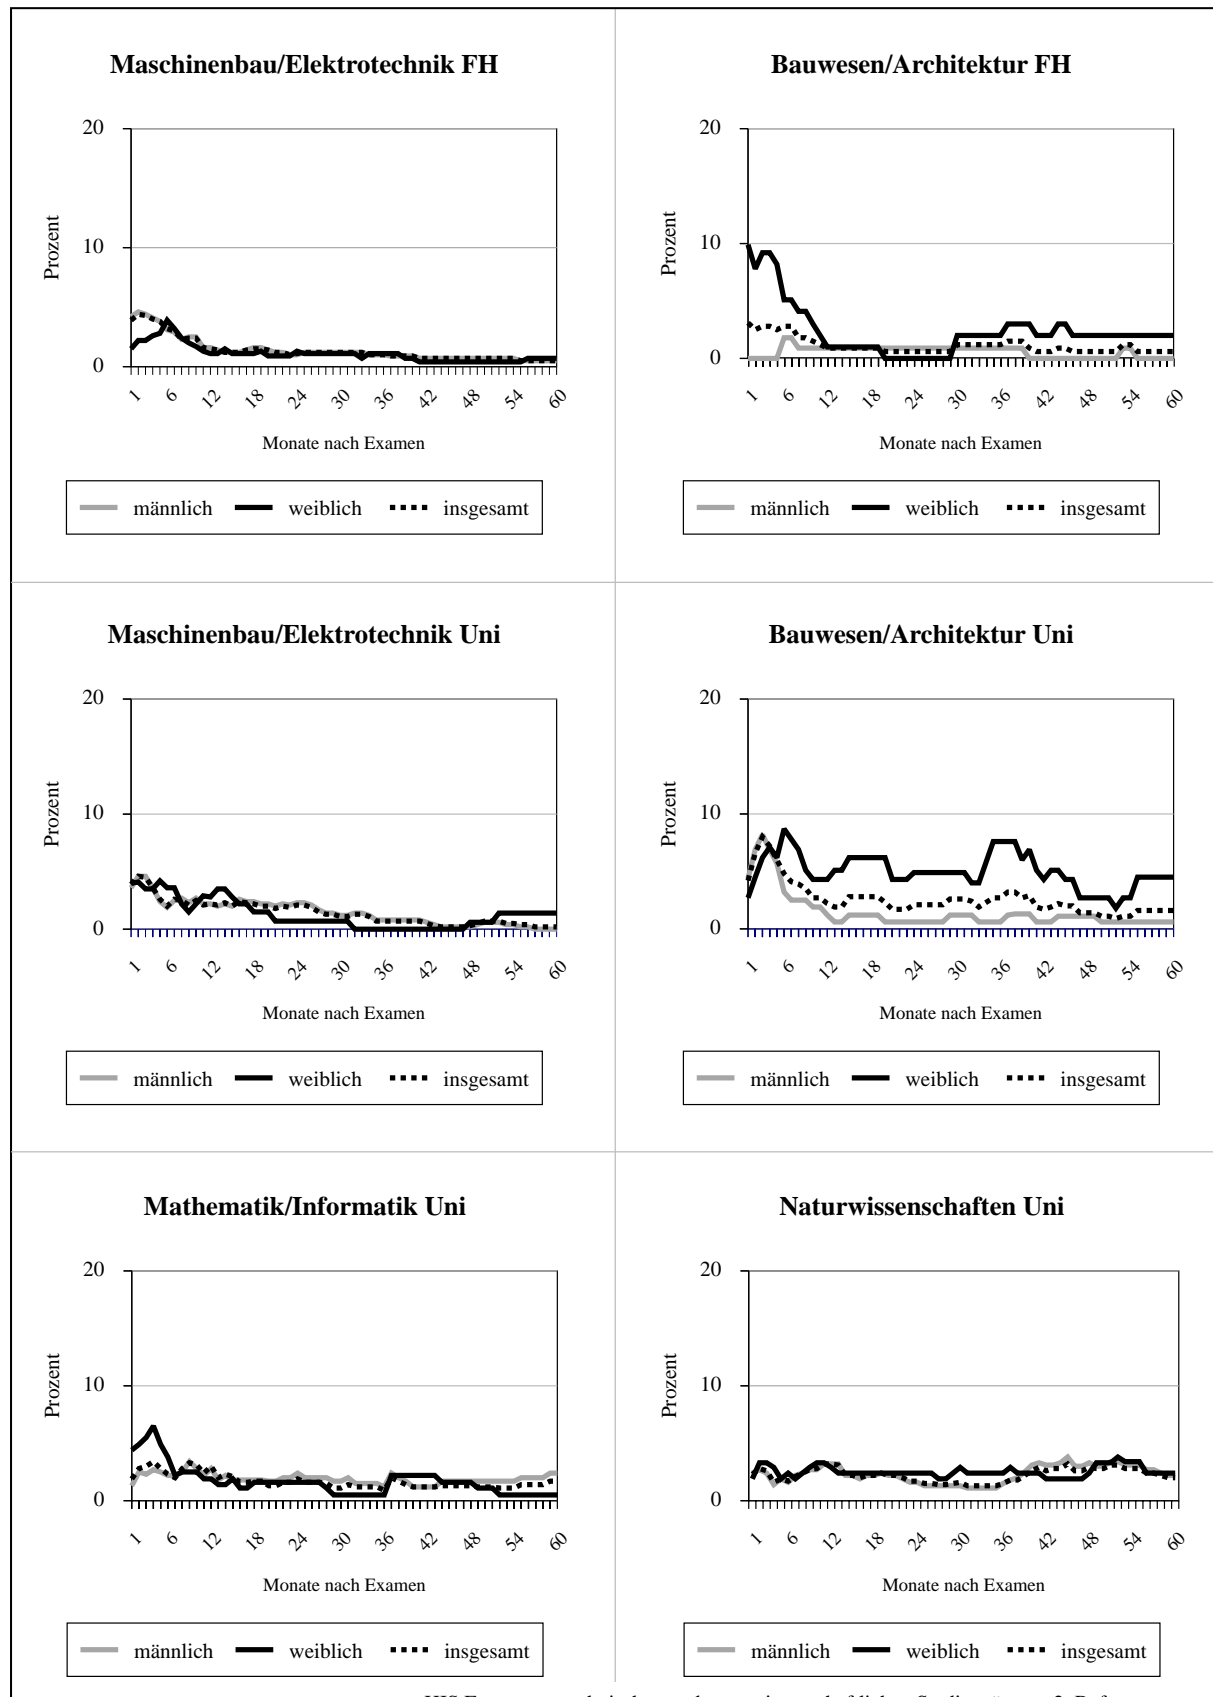 Maschinenbau/Elektrotechnik FH
20
10
0
Prozent
1 6 12 18 24 30 36 42 48 54 60
Monate nach Examen
männlich weiblich insgesamt
Bauwesen/Architektur FH
20
10
0
Prozent
1 6 12 18 24 30 36 42 48 54 60
Monate nach Examen
männlich weiblich insgesamt
Maschinenbau/Elektrotechnik Uni
20
10
0
Prozent
1 6 12 18 24 30 36 42 48 54 60
Monate nach Examen
männlich weiblich insgesamt
Bauwesen/Architektur Uni
20
10
0
Prozent
1 6 12 18 24 30 36 42 48 54 60
Monate nach Examen
männlich weiblich insgesamt
Mathematik/Informatik Uni
20
10
0
Prozent
1 6 12 18 24 30 36 42 48 54 60
Monate nach Examen
männlich weiblich insgesamt
Naturwissenschaften Uni
20
10
0
Prozent
1 6 12 18 24 30 36 42 48 54 60
Monate nach Examen
männlich weiblich insgesamt